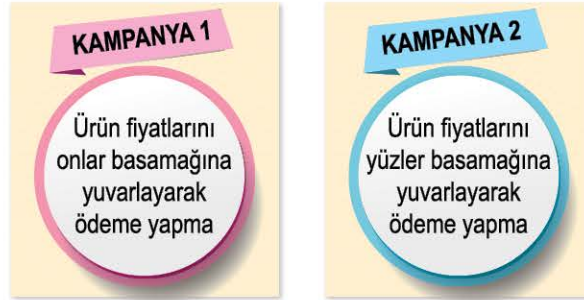 KAMPANYA 1
Ürün fiyatlarını
onlar basamağına
yuvarlayarak
ödeme yapma
KAMPANYA 2
Ürün fiyatlarını
yüzler basamağına
yuvarlayarak
ödeme yapma